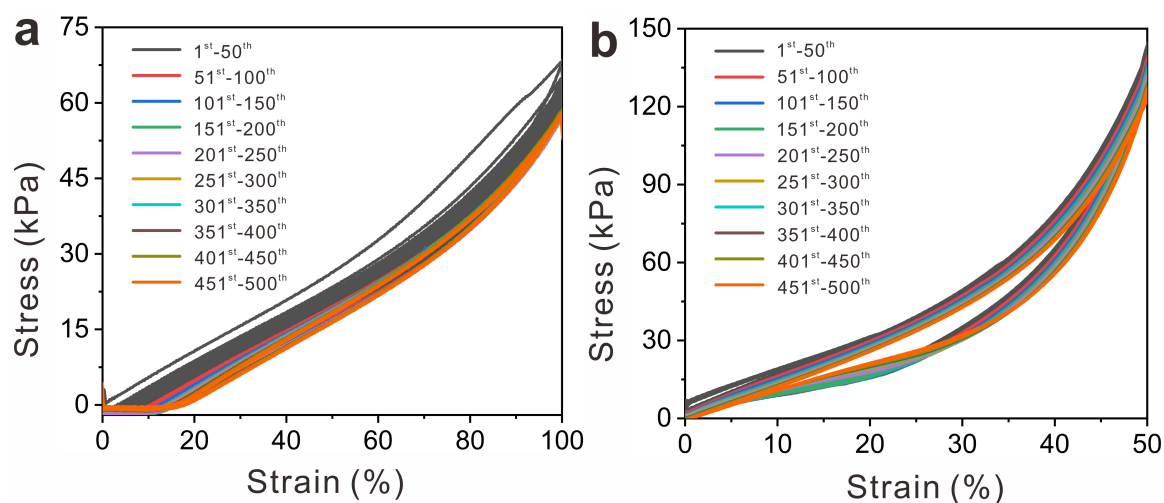 a
75
60
45
30
15
0
Stress (kPa)
1st-50th
51st-100th
101st-150th
151st-200th
201st-250th
251st-300th
301st-350th
351st-400th
401st-450th
451st-500th
0 20 40 60 80 100
Strain (%)
b
150
120
90
60
30
0
Stress (kPa)
1st-50th
51st-100th
101st-150th
151st-200th
201st-250th
251st-300th
301st-350th
351st-400th
401st-450th
451st-500th
0 10 20 30 40 50
Strain (%)